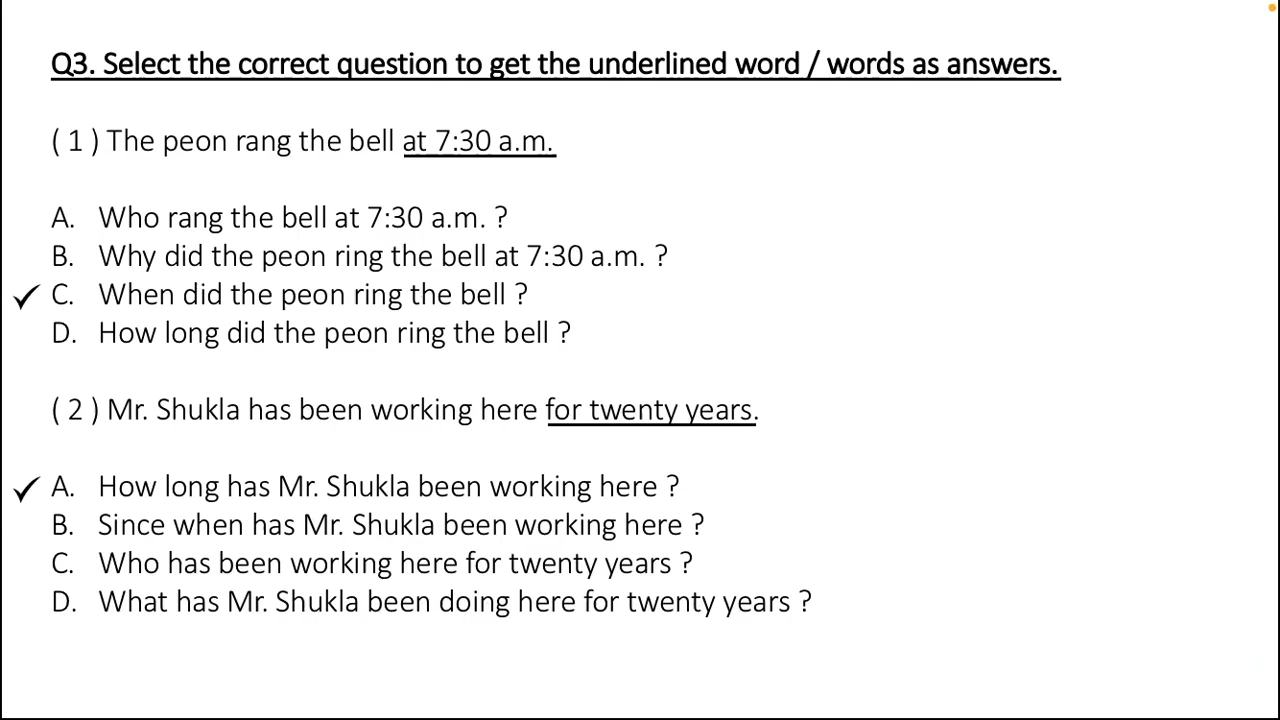 Q3. Select the correct question to get the underlined word / words as answers.
( 1 ) The peon rang the bell at 7:30 a.m.
A. Who rang the bell at 7:30 a.m. ?
B. Why did the peon ring the bell at 7:30 a.m. ?
✓ C. When did the peon ring the bell ?
D. How long did the peon ring the bell ?
( 2 ) Mr. Shukla has been working here for twenty years.
✓ A. How long has Mr. Shukla been working here ?
B. Since when has Mr. Shukla been working here ?
C. Who has been working here for twenty years ?
D. What has Mr. Shukla been doing here for twenty years ?